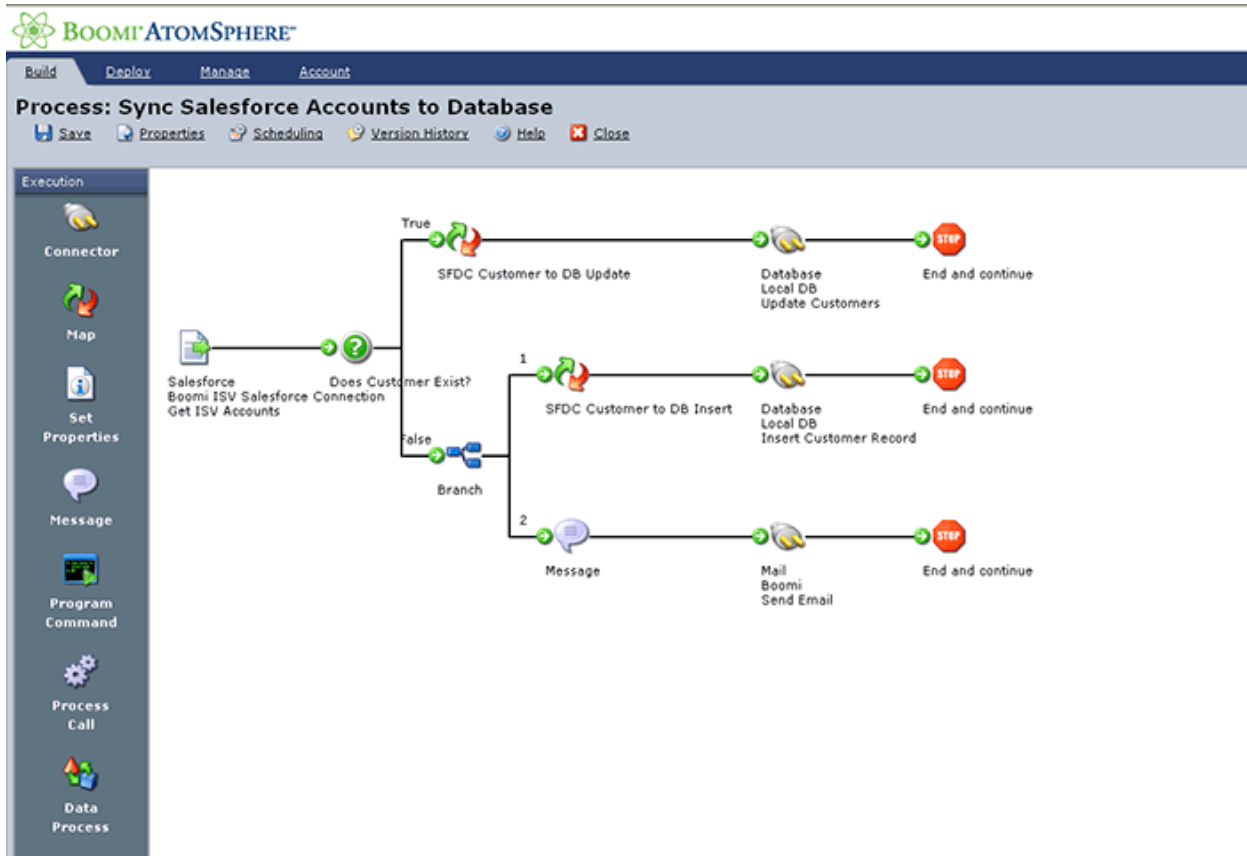 BOOMI® ATOMSPHERE™
Build Deploy Manage Account
Process: Sync Salesforce Accounts to Database
Save Properties Scheduling Version History Help Close
Execution
Connector
Map
Set
Properties
Message
Program
Command
Process
Call
Data
Process
Salesforce
Boomi ISV Salesforce Connection
Get ISV Accounts
Does Customer Exist?
True
SFDC Customer to DB Update
Database
Local DB
Update Customers
STOP
End and continue
False
Branch
1
SFDC Customer to DB Insert
Database
Local DB
Insert Customer Record
STOP
End and continue
2
Message
Mail
Boomi
Send Email
STOP
End and continue